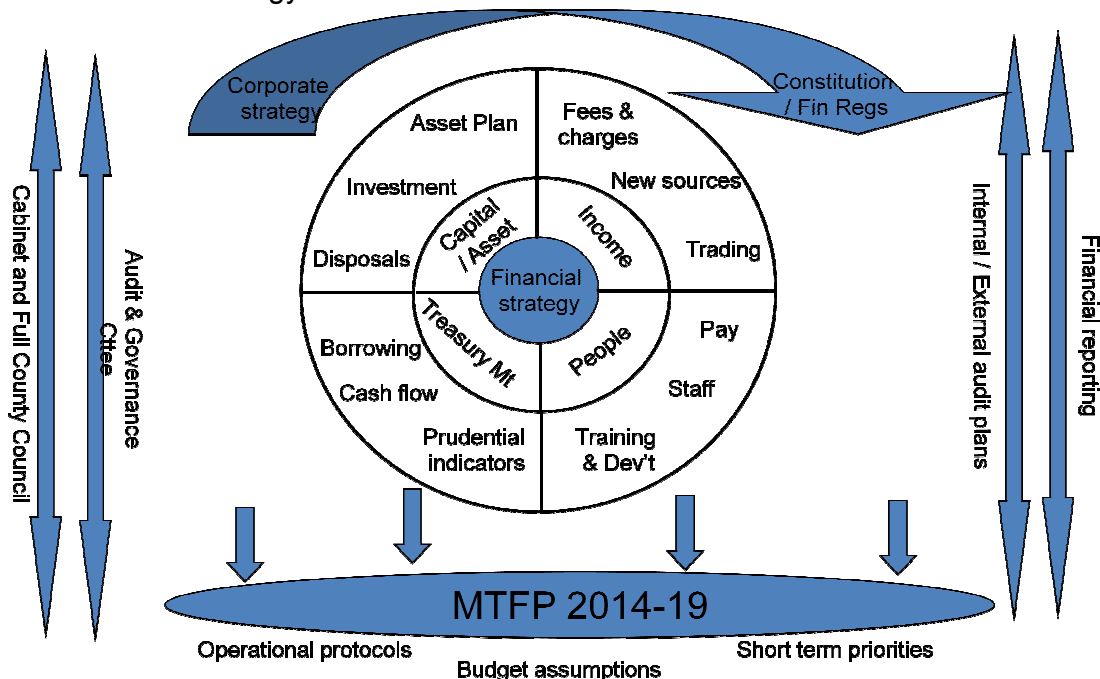 Corporate
strategy
Constitution
/ Fin Regs
Asset Plan
Investment
Disposals
Capital
/ Asset
Fees &
charges
New sources
Trading
Income
Financial
strategy
Borrowing
Cash flow
Prudential
indicators
Treasury Mt
Pay
Staff
Training
& Dev't
People
Cabinet and Full County Council
Audit & Governance
Cttee
Internal / External audit plans
Financial reporting
MTFP 2014-19
Operational protocols
Budget assumptions
Short term priorities